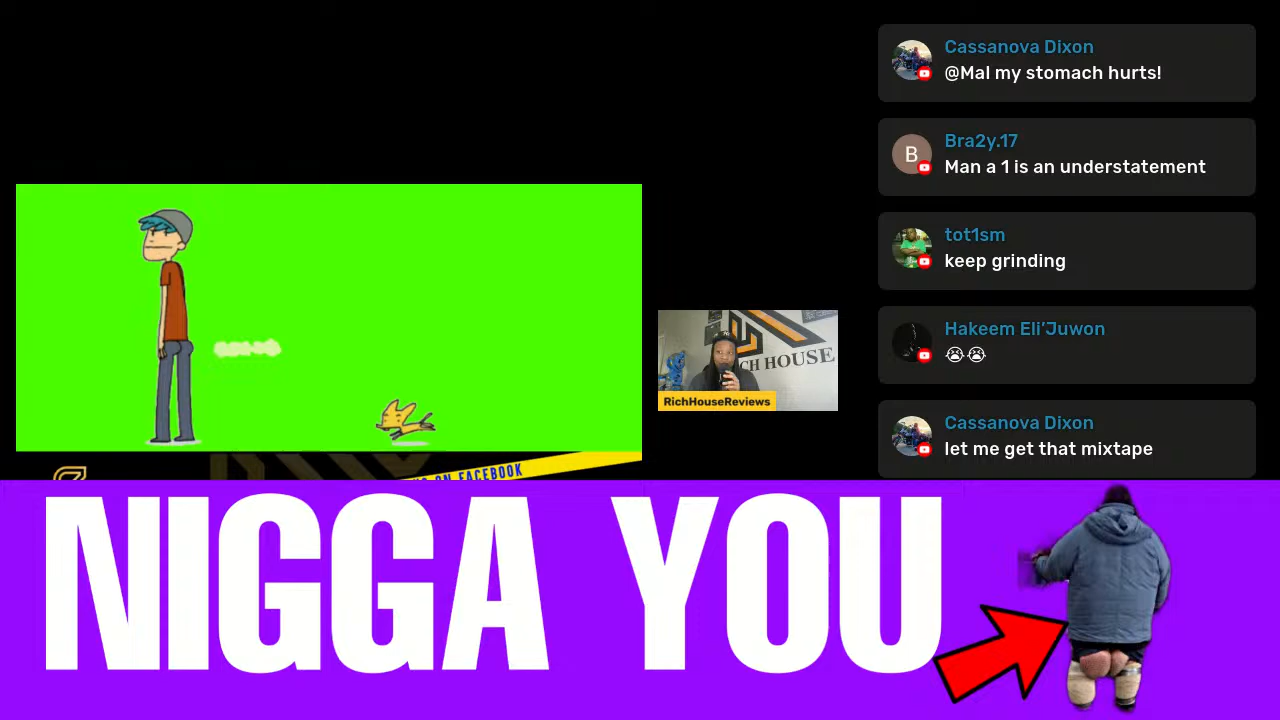 Cassanova Dixon
@Mal my stomach hurts!
B
Bra2y.17
Man a 1 is an understatement
tot1sm
keep grinding
Hakeem Eli'Juwon
😭😭
Cassanova Dixon
let me get that mixtape
CH HOUSE
RichHouseReviews
ON FACEBOOK
NIGGA YOU